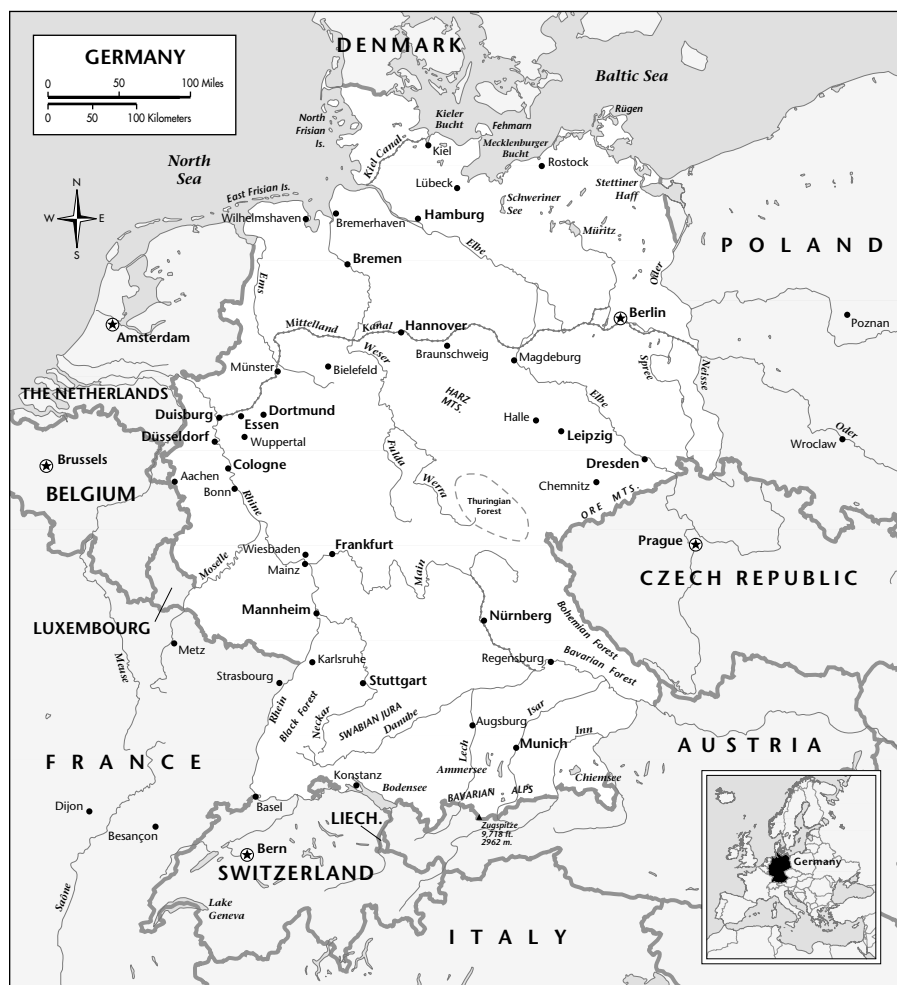 GERMANY
0 50 100 Miles
0 50 100 Kilometers
DENMARK
Baltic Sea
North
Frisian
Is.
Kieler
Bucht
Fehmarn
Rügen
Mecklenburger
Bucht
Kiel Canal
Kiel
Rostock
North
Sea
Lübeck
Schweriner
See
Stettiner
Haff
East Frisian Is.
Wilhelmshaven
Bremerhaven
Hamburg
Müritz
N
W E
S
Elbe
POLAND
Bremen
Ems
Oder
Berlin
Amsterdam
Mittelland
Kanal
Hannover
Poznan
Weser
Braunschweig
Magdeburg
Spree
Neisse
Münster
Bielefeld
THE NETHERLANDS
HARZ
MTS.
Elbe
Duisburg
Dortmund
Essen
Halle
Düsseldorf
Wuppertal
Leipzig
Oder
Wroclaw
Brussels
Cologne
Fulda
Dresden
BELGIUM
Aachen
Bonn
Rhine
Werra
Thuringian
Forest
Chemnitz
ORE MTS.
Moselle
Wiesbaden
Frankfurt
Mainz
Main
Prague
CZECH REPUBLIC
LUXEMBOURG
Mannheim
Nürnberg
Bohemian Forest
Metz
Meuse
Karlsruhe
Regensburg
Bavarian Forest
Strasbourg
Stuttgart
Rhein
Black Forest
Neckar
SWABIAN JURA
Danube
Isar
Augsburg
Inn
Lech
Munich
AUSTRIA
FRANCE
Ammersee
Chiemsee
Konstanz
Bodensee
BAVARIAN ALPS
Dijon
Basel
Besançon
LIECH.
Zugspitze
9,718 ft.
2962 m.
Bern
SWITZERLAND
Germany
Saône
Lake
Geneva
ITALY